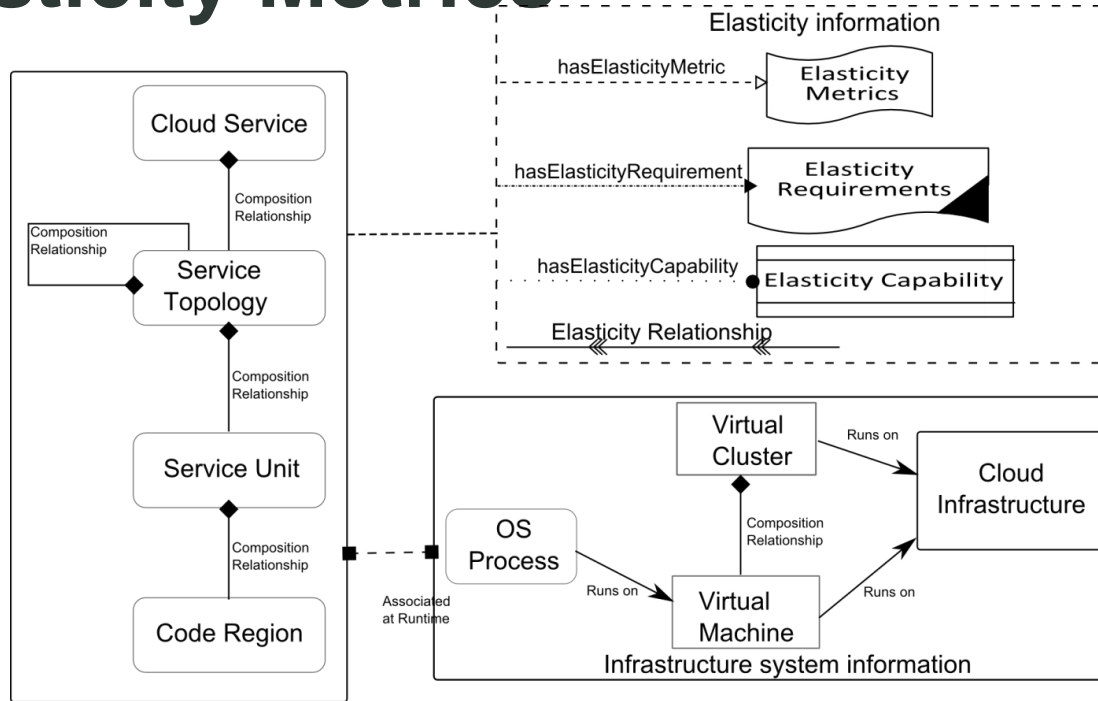 Elasticity information
hasElasticityMetric
Elasticity
Metrics
Cloud Service
hasElasticityRequirement
Elasticity
Requirements
Composition
Relationship
Composition
Relationship
Service
Topology
hasElasticityCapability
Elasticity Capability
Elasticity Relationship
Composition
Relationship
Service Unit
Composition
Relationship
Code Region
Associated
at Runtime
OS
Process
Runs on
Virtual
Cluster
Runs on
Cloud
Infrastructure
Composition
Relationship
Virtual
Machine
Runs on
Infrastructure system information